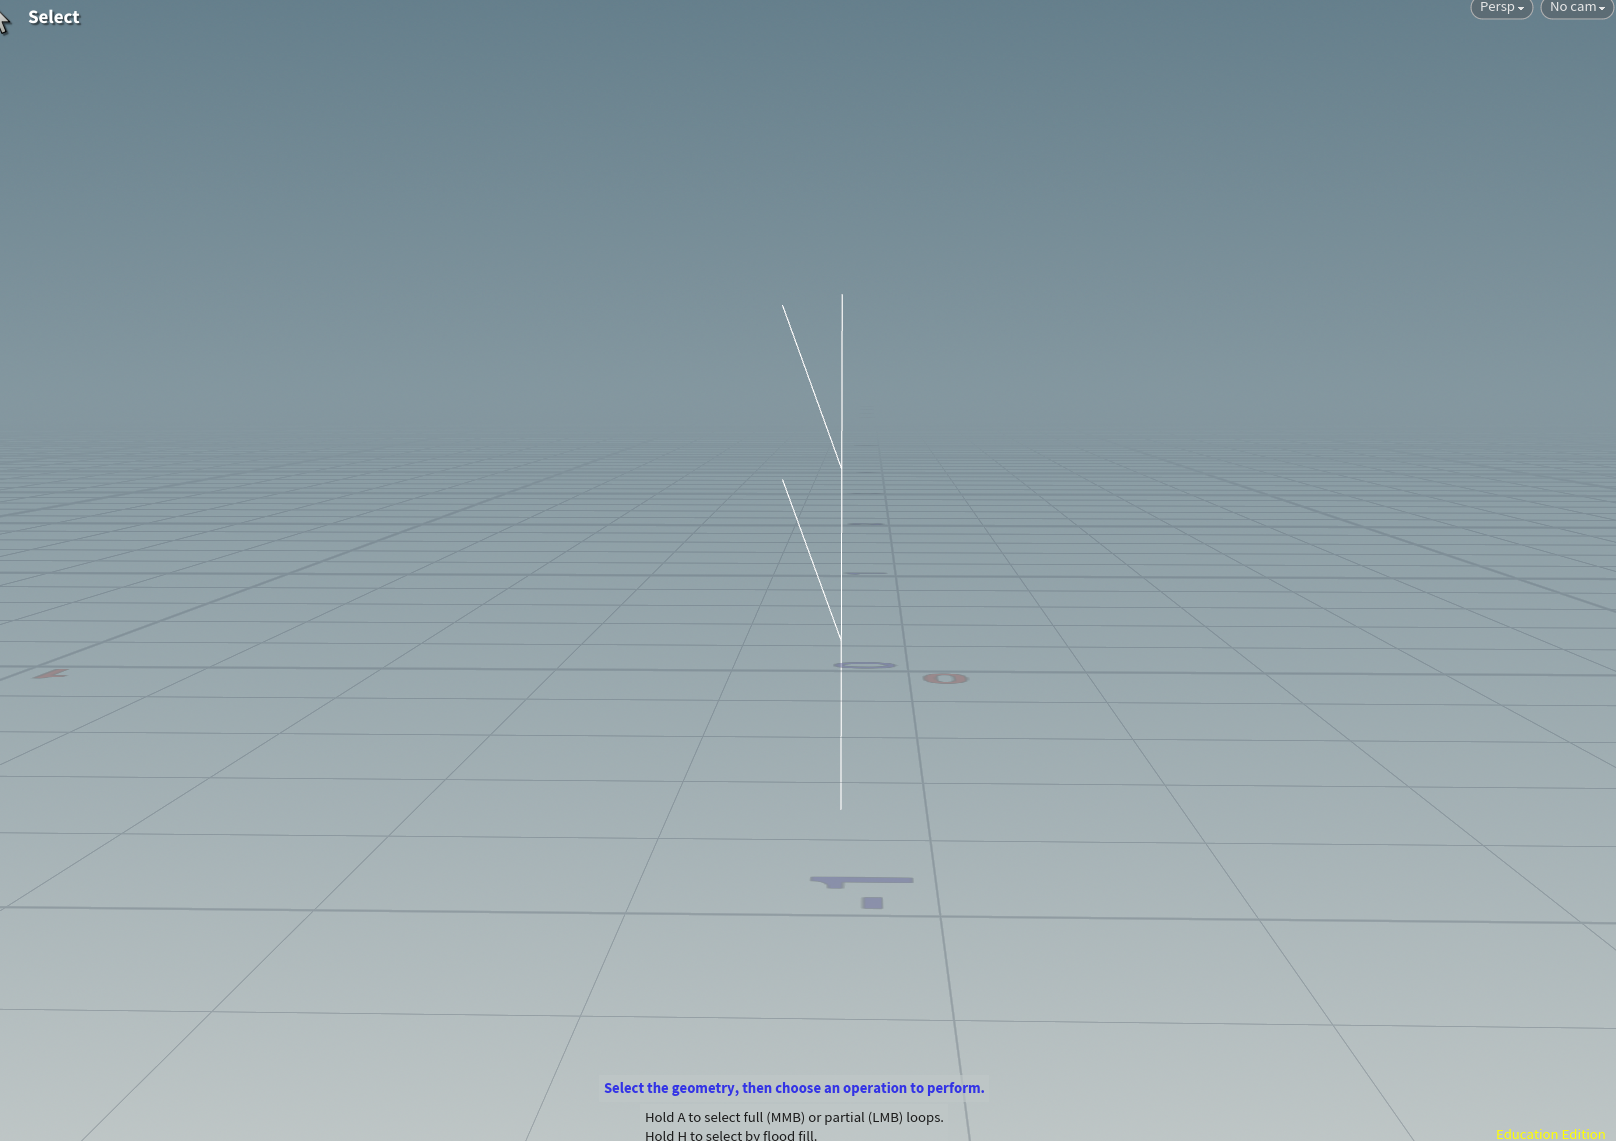 Select
Persp
No cam
Select the geometry, then choose an operation to perform.
Hold A to select full (MMB) or partial (LMB) loops.
Hold H to select by flood fill.
Education Edition